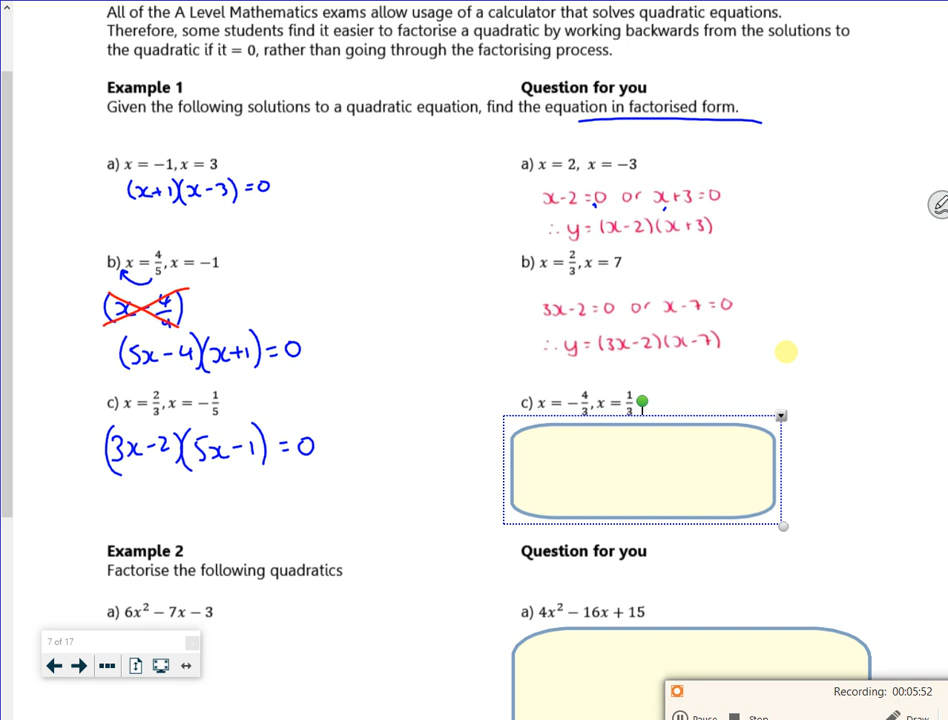 All of the A Level Mathematics exams allow usage of a calculator that solves quadratic equations.
Therefore, some students find it easier to factorise a quadratic by working backwards from the solutions to
the quadratic if it = 0, rather than going through the factorising process.
Example 1
Question for you
Given the following solutions to a quadratic equation, find the equation in factorised form.
a) x = −1, x = 3
(x+1)(x−3) = 0
b) x = 4/5, x = −1
(x − 4/
(5x−4)(x+1) = 0
c) x = 2/3, x = −1/5
(3x−2)(5x−1) = 0
a) x = 2, x = −3
x−2 = 0 or x+3 = 0
∴ y = (x−2)(x+3)
b) x = 2/3, x = 7
3x−2 = 0 or x−7 = 0
∴ y = (3x−2)(x−7)
c) x = −4/3, x = 1/3
Example 2
Question for you
Factorise the following quadratics
a) 6x² − 7x − 3
a) 4x² − 16x + 15
7 of 17
Recording: 00:05:52
Pause
Stop
Draw